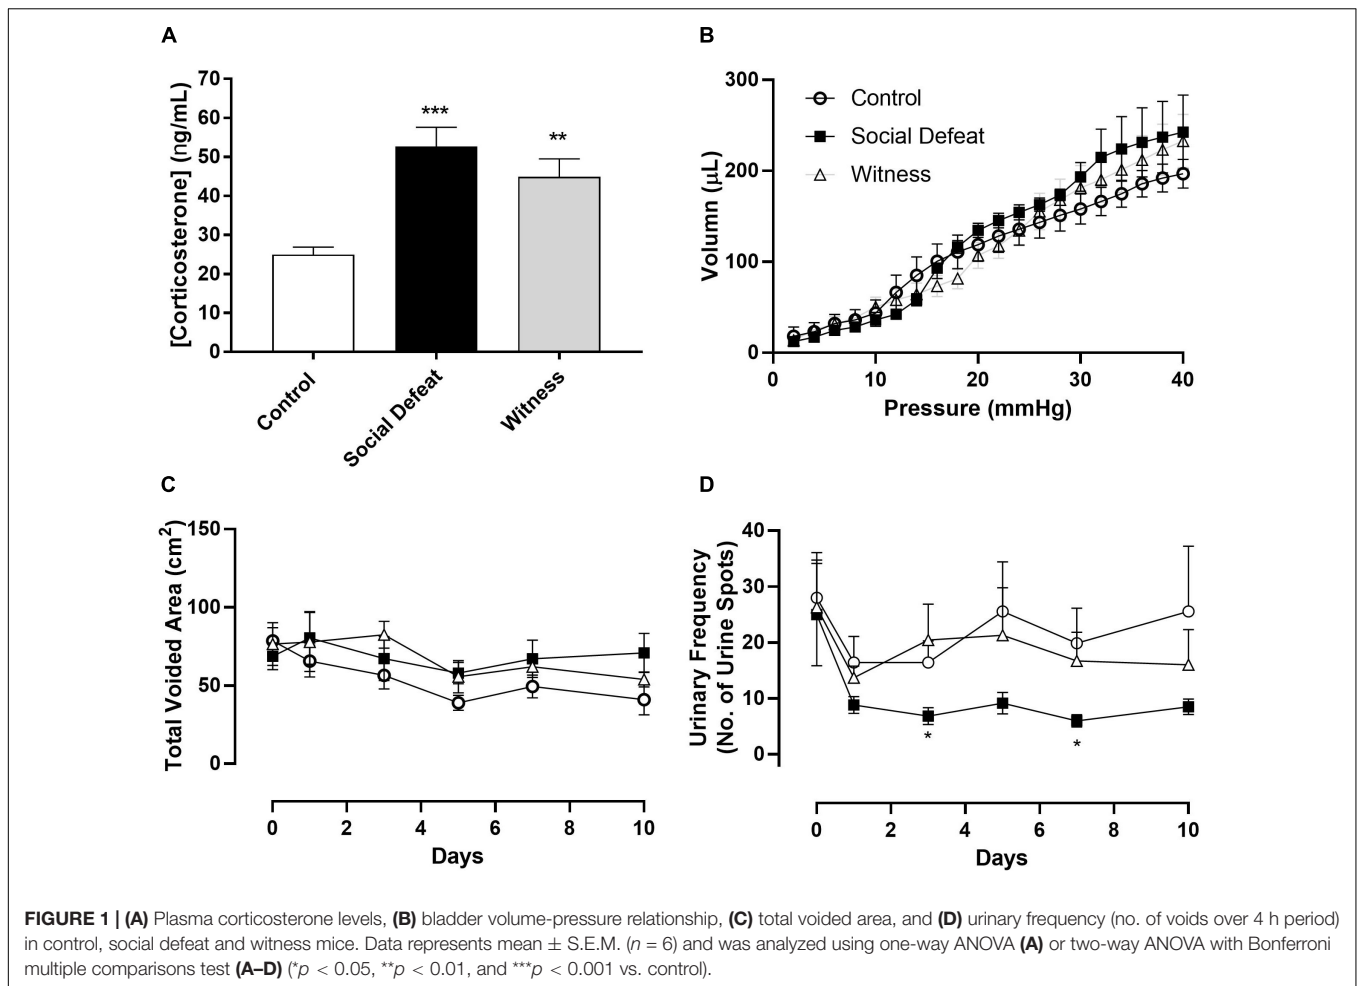 A
[Corticosterone] (ng/mL)
70
60
50
40
30
20
10
0
***
**
Control
Social Defeat
Witness
B
Volumn (μL)
300
200
100
0
Control
Social Defeat
Witness
0 10 20 30 40
Pressure (mmHg)
C
Total Voided Area (cm2)
150
100
50
0
0 2 4 6 8 10
Days
D
Urinary Frequency
(No. of Urine Spots)
40
30
20
10
0
*
*
0 2 4 6 8 10
Days
FIGURE 1 | (A) Plasma corticosterone levels, (B) bladder volume-pressure relationship, (C) total voided area, and (D) urinary frequency (no. of voids over 4 h period)
in control, social defeat and witness mice. Data represents mean ± S.E.M. (n = 6) and was analyzed using one-way ANOVA (A) or two-way ANOVA with Bonferroni
multiple comparisons test (A–D) (*p < 0.05, **p < 0.01, and ***p < 0.001 vs. control).